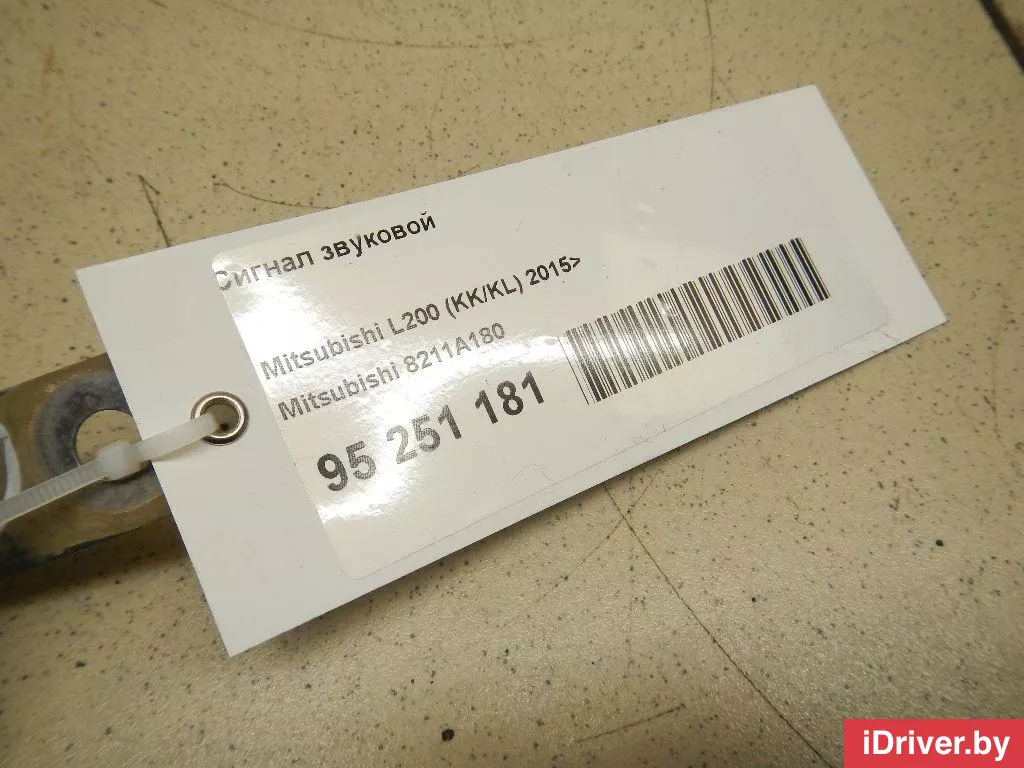 Сигнал звуковой
Mitsubishi L200 (KK/KL) 2015>
Mitsubishi 8211A180
95 251 181
iDriver.by